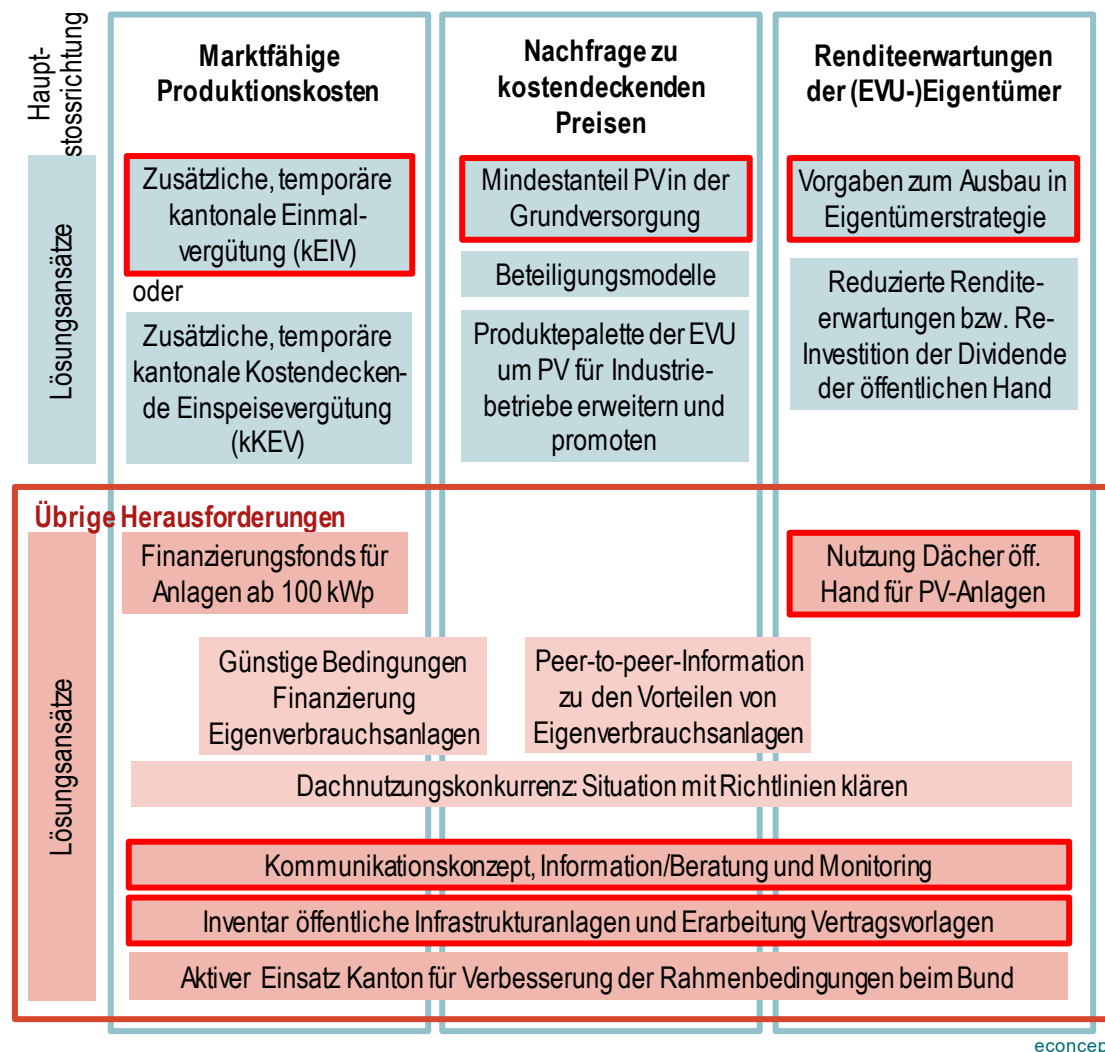 Haupt-
stossrichtung
Marktfähige
Produktionskosten
Nachfrage zu
kostendeckenden
Preisen
Renditeerwartungen
der (EVU-)Eigentümer
Lösungsansätze
Zusätzliche, temporäre
kantonale Einmal-
vergütung (kEIV)
oder
Zusätzliche, temporäre
kantonale Kostendecken-
de Einspeisevergütung
(kKEV)
Mindestanteil PV in der
Grundversorgung
Beteiligungsmodelle
Produktepalette der EVU
um PV für Industrie-
betriebe erweitern und
promoten
Vorgaben zum Ausbau in
Eigentümerstrategie
Reduzierte Rendite-
erwartungen bzw. Re-
Investition der Dividende
der öffentlichen Hand
Übrige Herausforderungen
Lösungsansätze
Finanzierungsfonds für
Anlagen ab 100 kWp
Nutzung Dächer öff.
Hand für PV-Anlagen
Günstige Bedingungen
Finanzierung
Eigenverbrauchsanlagen
Peer-to-peer-Information
zu den Vorteilen von
Eigenverbrauchsanlagen
Dachnutzungskonkurrenz: Situation mit Richtlinien klären
Kommunikationskonzept, Information/Beratung und Monitoring
Inventar öffentliche Infrastrukturanlagen und Erarbeitung Vertragsvorlagen
Aktiver Einsatz Kanton für Verbesserung der Rahmenbedingungen beim Bund
econcep